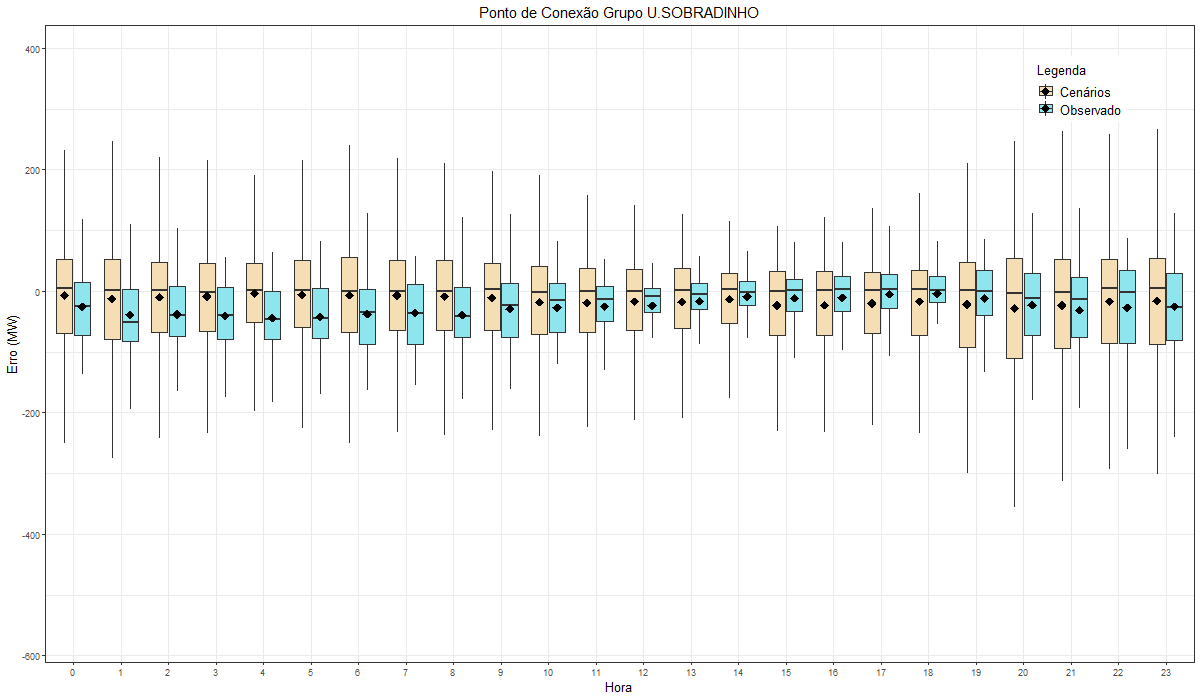 Ponto de Conexão Grupo U.SOBRADINHO
Legenda
Cenários
Observado
Erro (MW)
400
200
0
-200
-400
-600
0 1 2 3 4 5 6 7 8 9 10 11 12 13 14 15 16 17 18 19 20 21 22 23
Hora